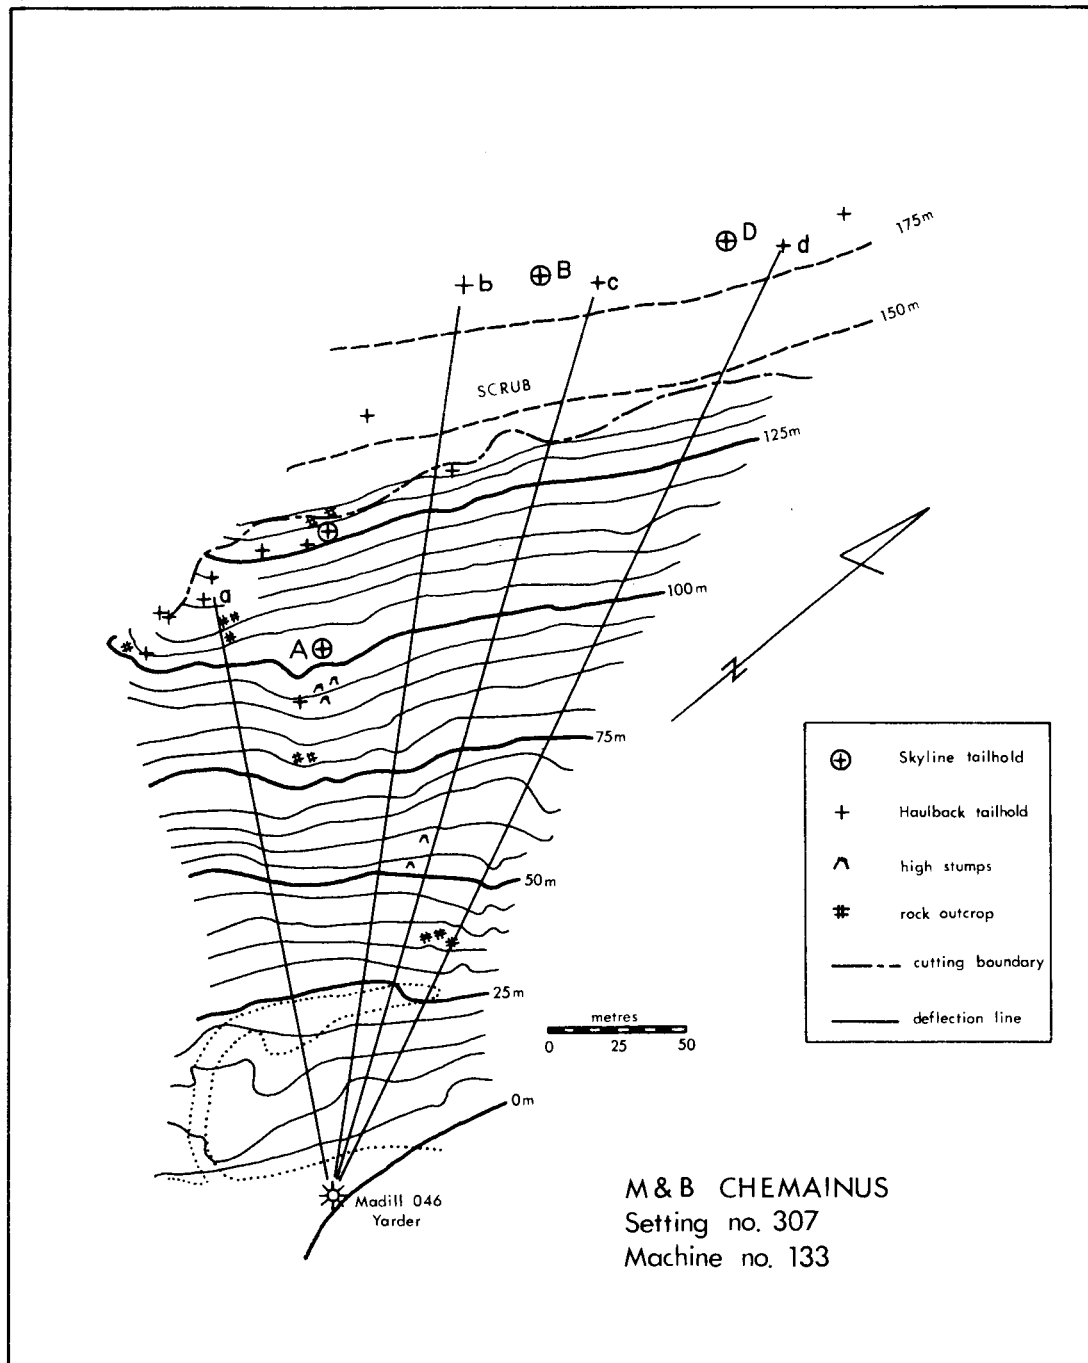 175m
D
d
b
B
c
150m
SCRUB
125m
a
100m
A
75m
Skyline tailhold
Haulback tailhold
high stumps
rock outcrop
cutting boundary
deflection line
50m
25m
metres
0 25 50
0m
Madill 046
Yarder
M & B CHEMAINUS
Setting no. 307
Machine no. 133